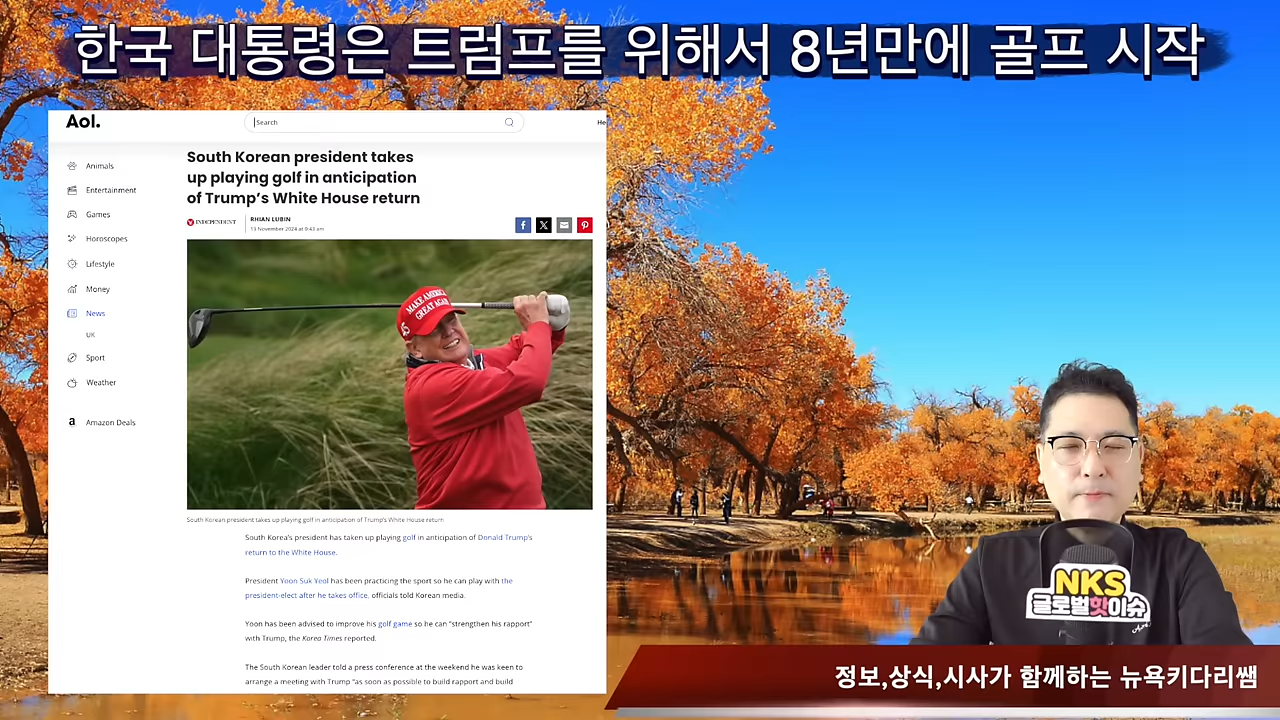 한국 대통령은 트럼프를 위해서 8년만에 골프 시작
Aol.
Search
He
Animals
Entertainment
Games
Horoscopes
Lifestyle
Money
News
UK
Sport
Weather
a Amazon Deals
South Korean president takes
up playing golf in anticipation
of Trump's White House return
INDEPENDENT
RHIAN LUBIN
13 November 2024 at 9:43 am
MAKE AMERICA
GREAT AGAIN
45
South Korean president takes up playing golf in anticipation of Trump's White House return
South Korea's president has taken up playing golf in anticipation of Donald Trump's
return to the White House.
President Yoon Suk Yeol has been practicing the sport so he can play with the
president-elect after he takes office, officials told Korean media.
Yoon has been advised to improve his golf game so he can "strengthen his rapport"
with Trump, the Korea Times reported.
The South Korean leader told a press conference at the weekend he was keen to
arrange a meeting with Trump "as soon as possible to build rapport and build
NKS
글로벌핫이슈
정보,상식,시사가 함께하는 뉴욕키다리쌤